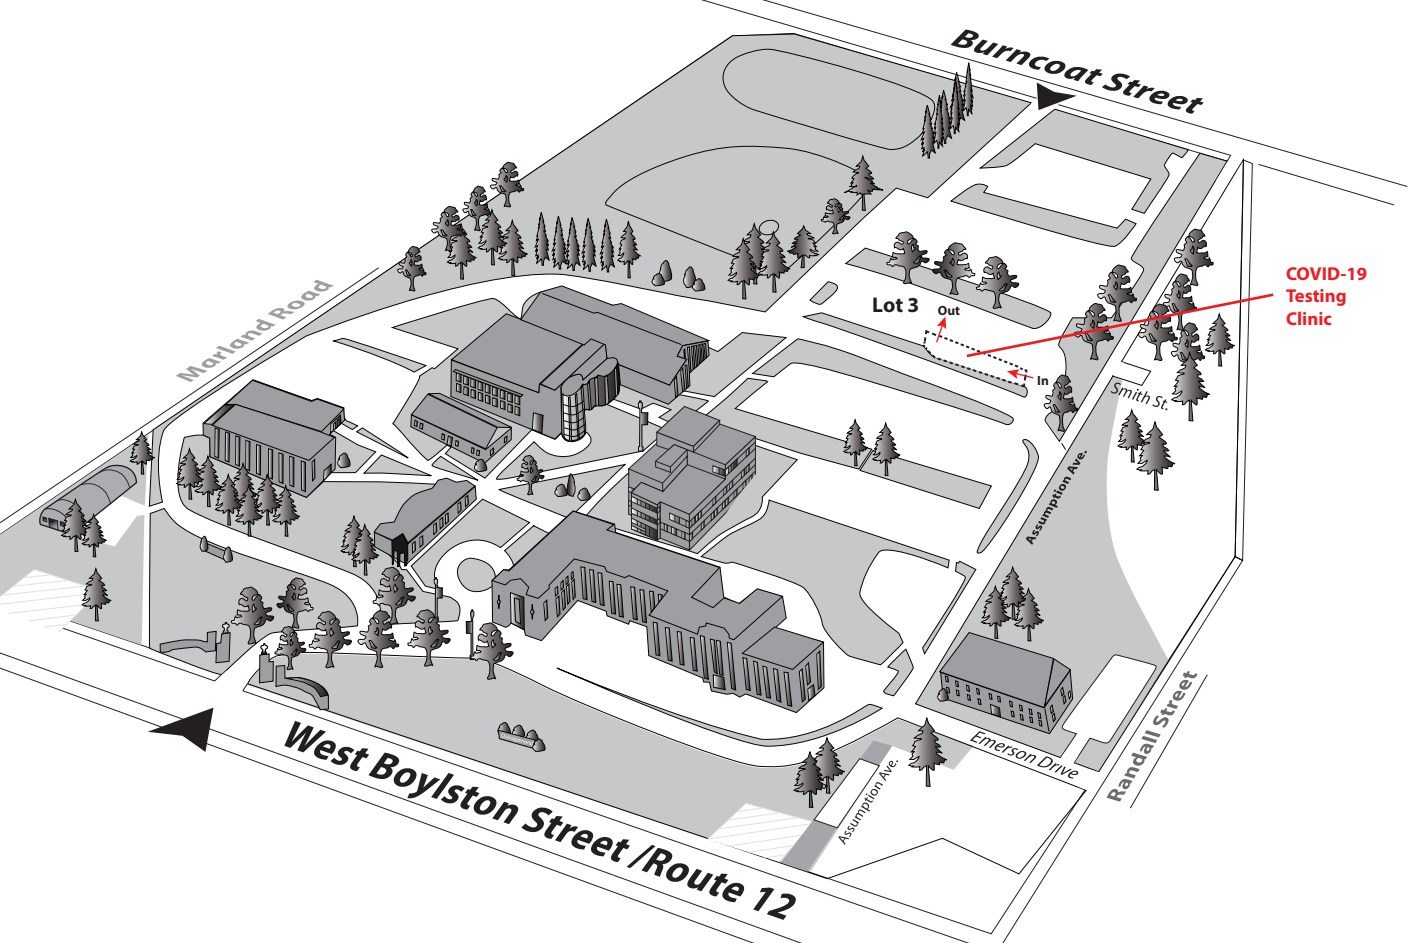 Burncoat Street
COVID-19
Testing
Clinic
Marland Road
Lot 3
Out
In
Smith St.
Assumption Ave.
Randall Street
Emerson Drive
Assumption Ave.
West Boylston Street /Route 12